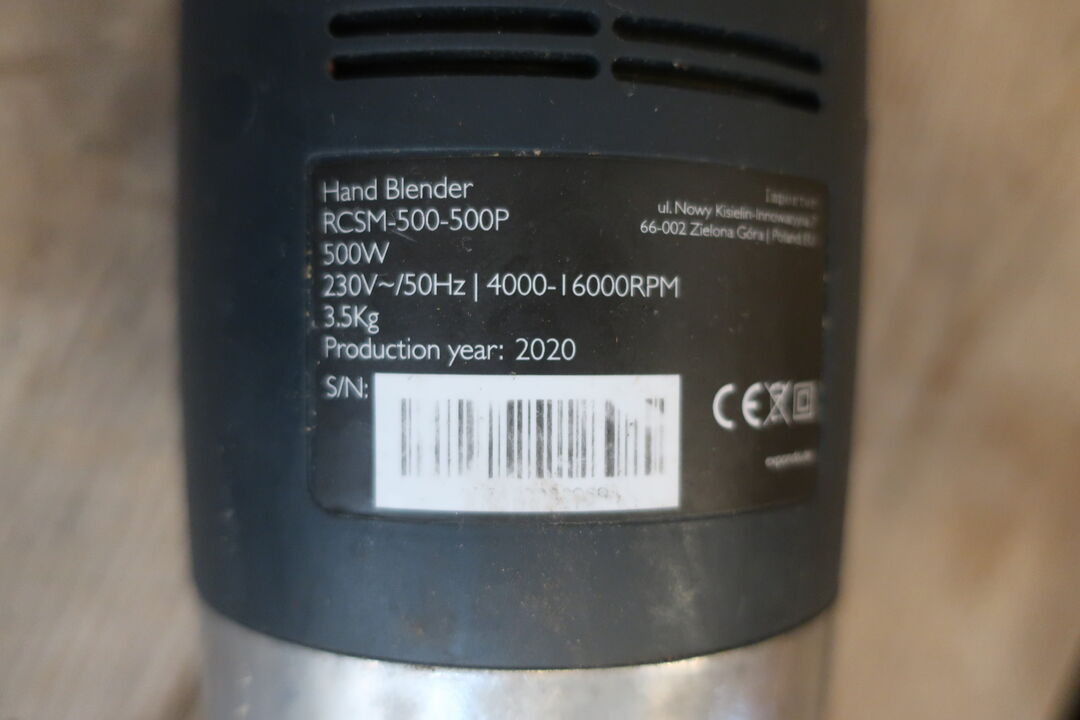 Hand Blender
RCSM-500-500P
500W
230V~/50Hz | 4000-16000RPM
3.5Kg
Production year: 2020
S/N:
Importer
ul. Nowy Kisielin-Innowacyjna
66-002 Zielona Góra | Poland
CE